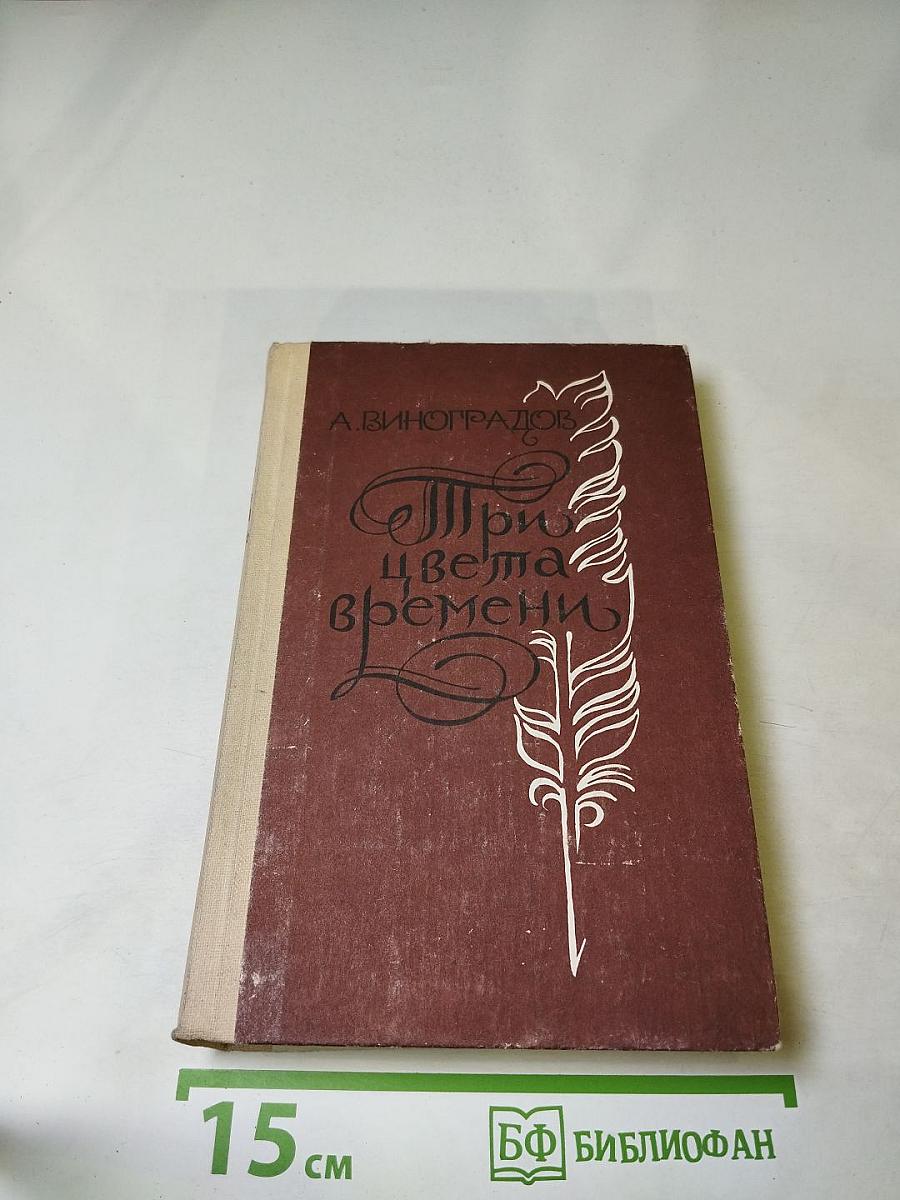 А. ВИНОГРАДОВ
Три
цвета
времени
15 см
БФ БИБЛИОФАН